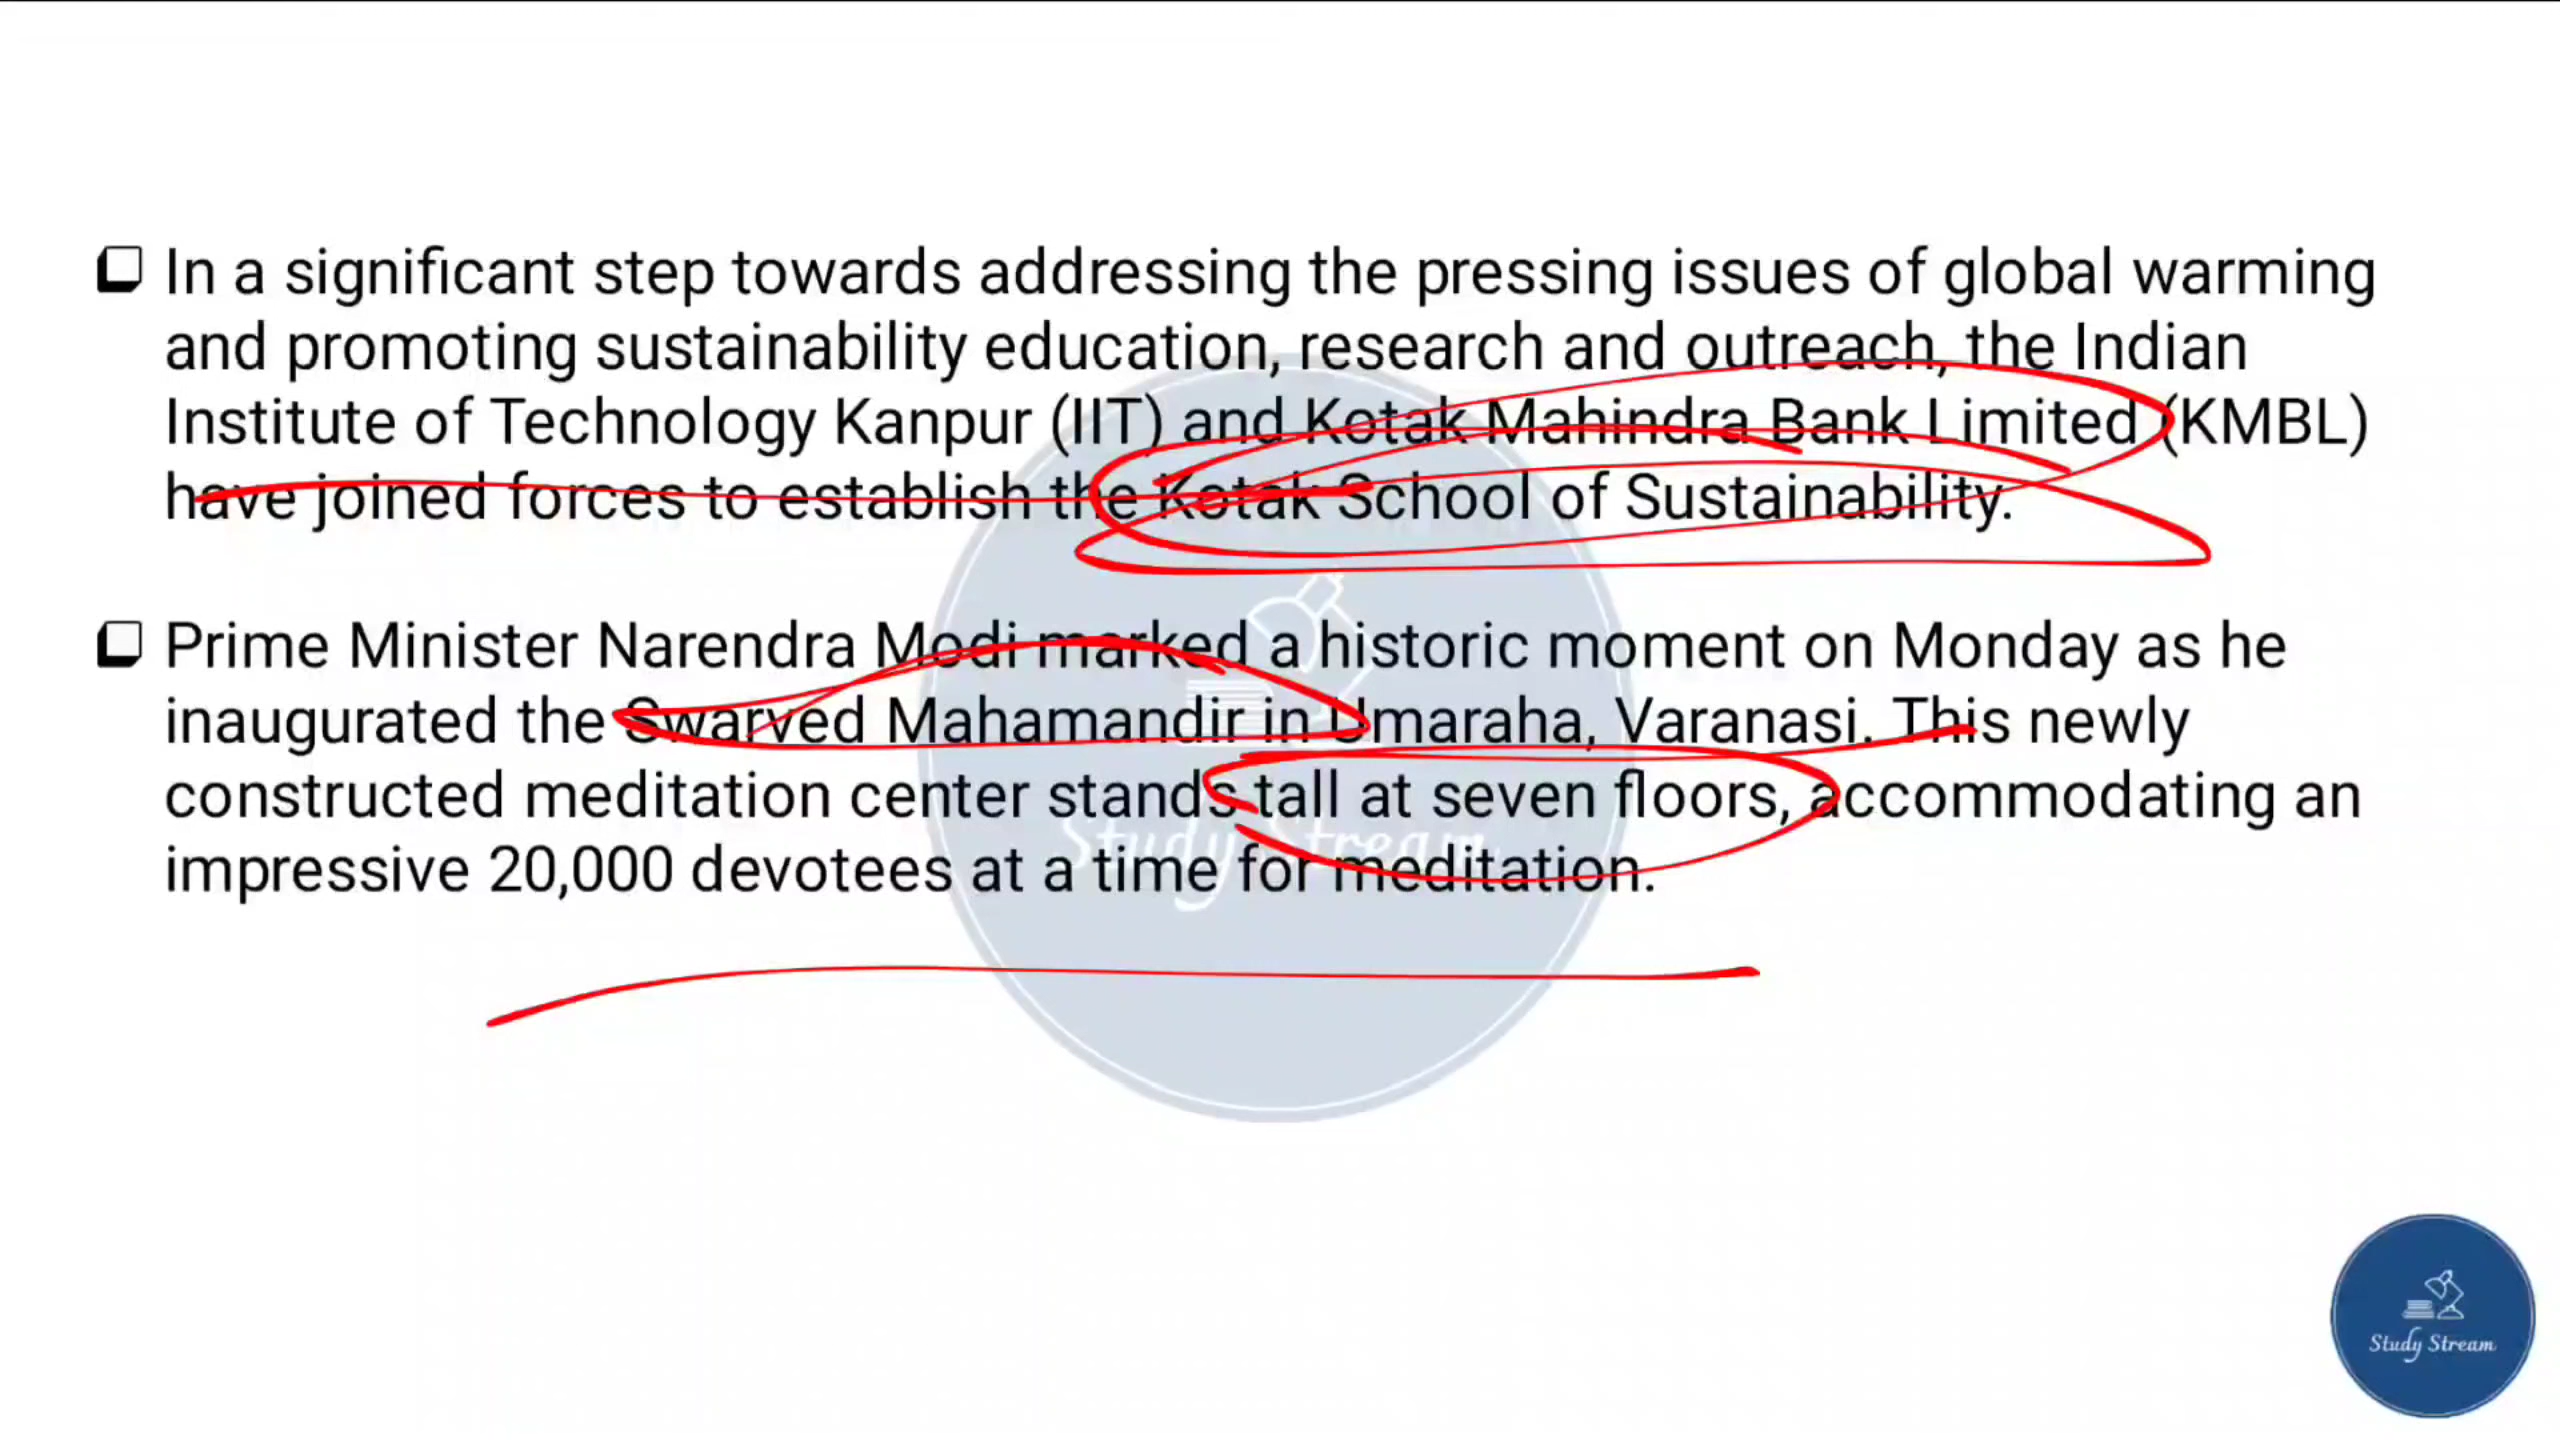 In a significant step towards addressing the pressing issues of global warming
and promoting sustainability education, research and outreach, the Indian
Institute of Technology Kanpur (IIT) and Kotak Mahindra Bank Limited (KMBL)
have joined forces to establish the Kotak School of Sustainability.
Prime Minister Narendra Modi marked a historic moment on Monday as he
inaugurated the Swarved Mahamandir in Umaraha, Varanasi. This newly
constructed meditation center stands tall at seven floors, accommodating an
impressive 20,000 devotees at a time for meditation.
Study Stream
Study Stream